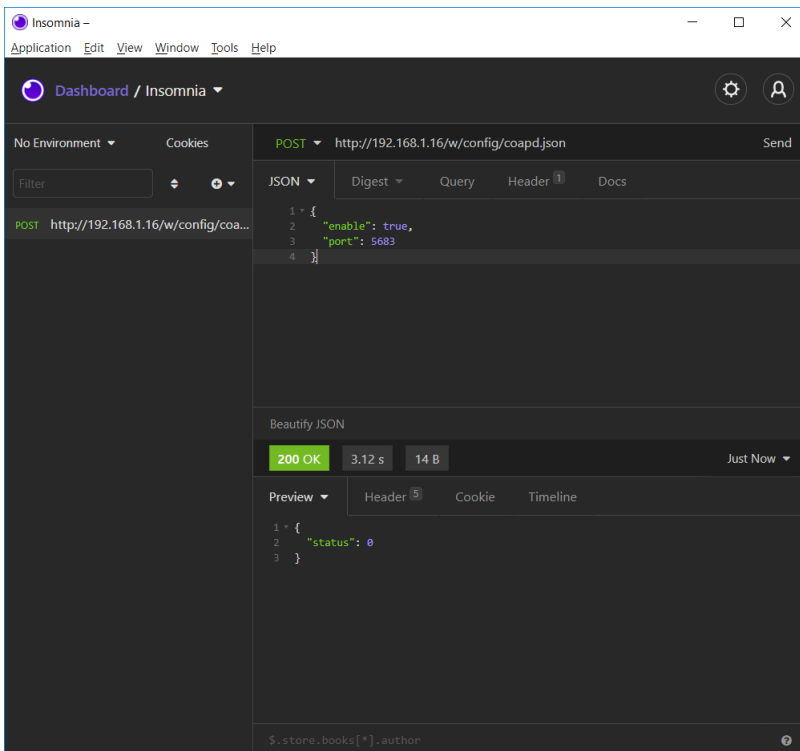 Insomnia –
Application Edit View Window Tools Help
Dashboard / Insomnia
No Environment Cookies
POST http://192.168.1.16/w/config/coapd.json Send
Filter
JSON Digest Query Header 1 Docs
POST http://192.168.1.16/w/config/coa...
1 {
2 "enable": true,
3 "port": 5683
4 }
Beautify JSON
200 OK 3.12 s 14 B Just Now
Preview Header 5 Cookie Timeline
1 {
2 "status": 0
3 }
$.store.books[*].author